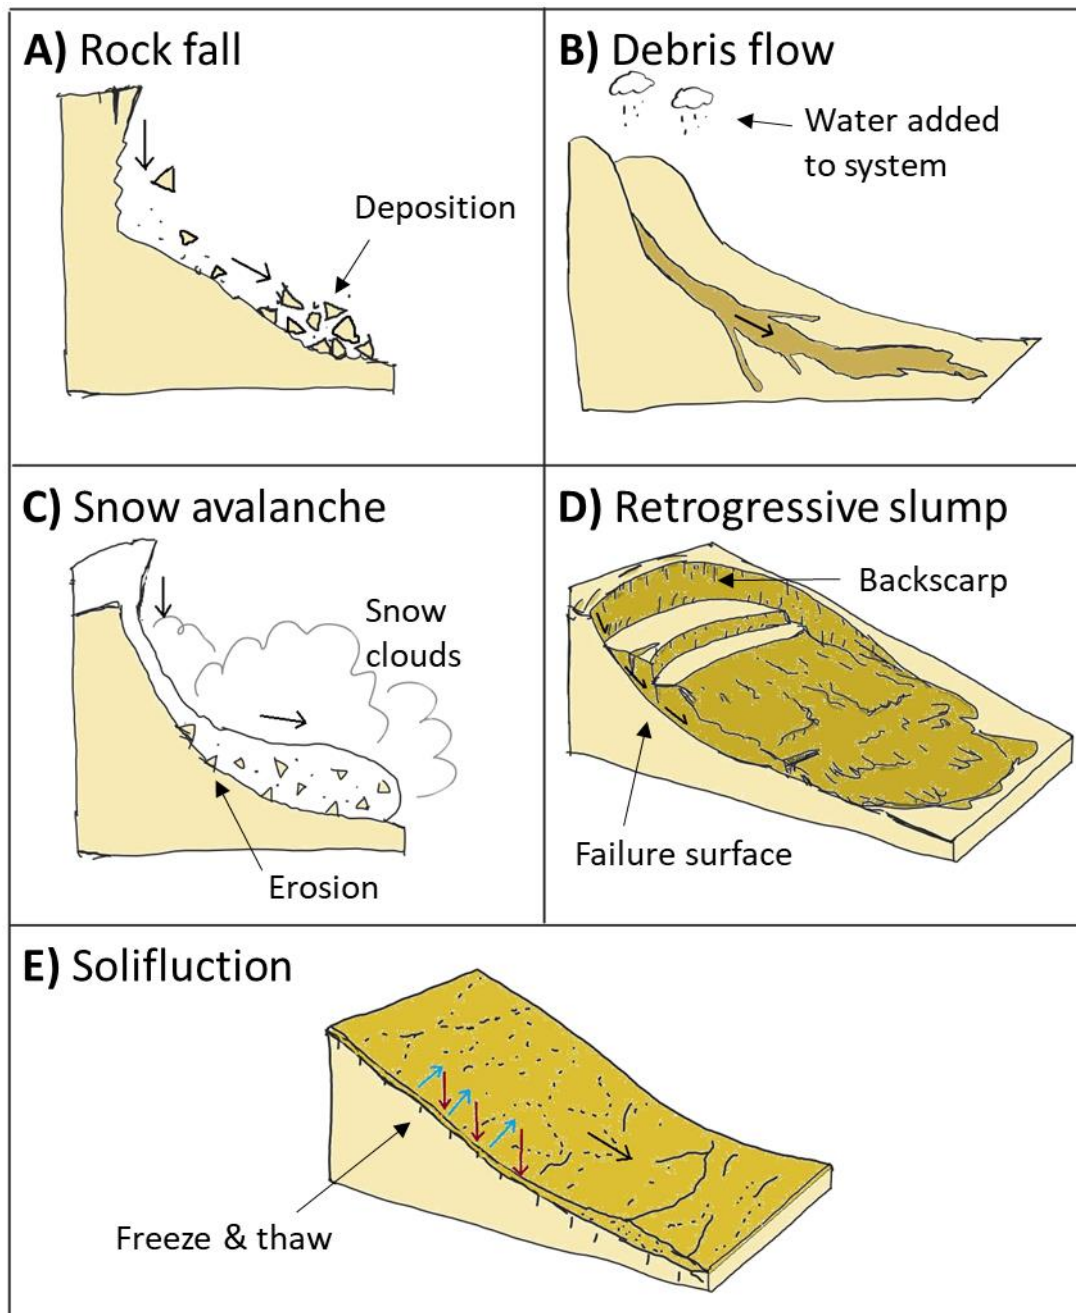 A) Rock fall
Deposition
B) Debris flow
Water added
to system
C) Snow avalanche
Snow
clouds
Erosion
D) Retrogressive slump
Backscarp
Failure surface
E) Solifluction
Freeze & thaw